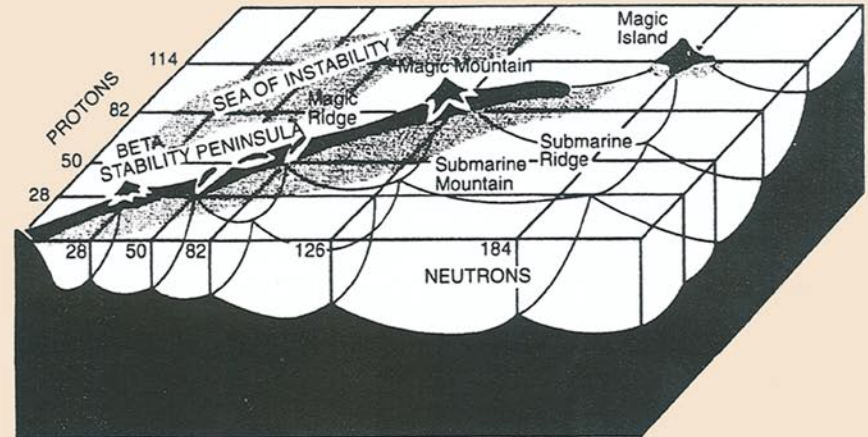 Magic
Island
114
SEA OF INSTABILITY
Magic Mountain
PROTONS
82
Magic
Ridge
BETA
STABILITY PENINSULA
50
Submarine
Ridge
Submarine
Mountain
28
28
50
82
126
184
NEUTRONS